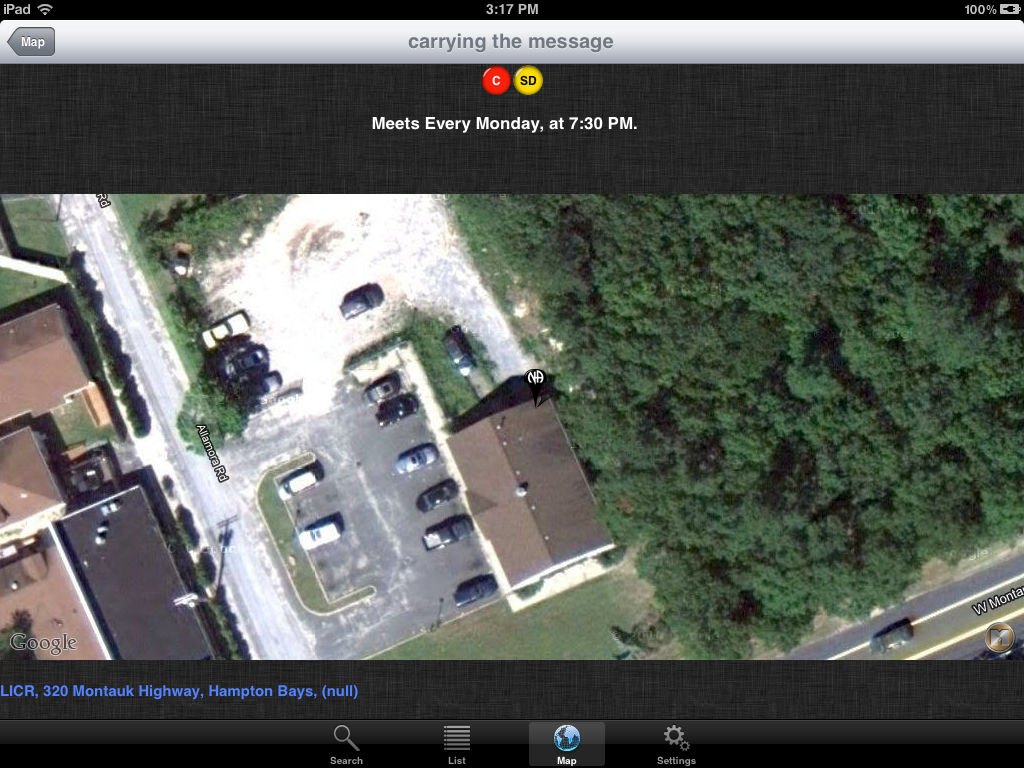 iPad 3:17 PM 100%
Map carrying the message
C SD
Meets Every Monday, at 7:30 PM.
Rd
NA
Allamora Rd
W Monta
Google
LICR, 320 Montauk Highway, Hampton Bays, (null)
Search List Map Settings